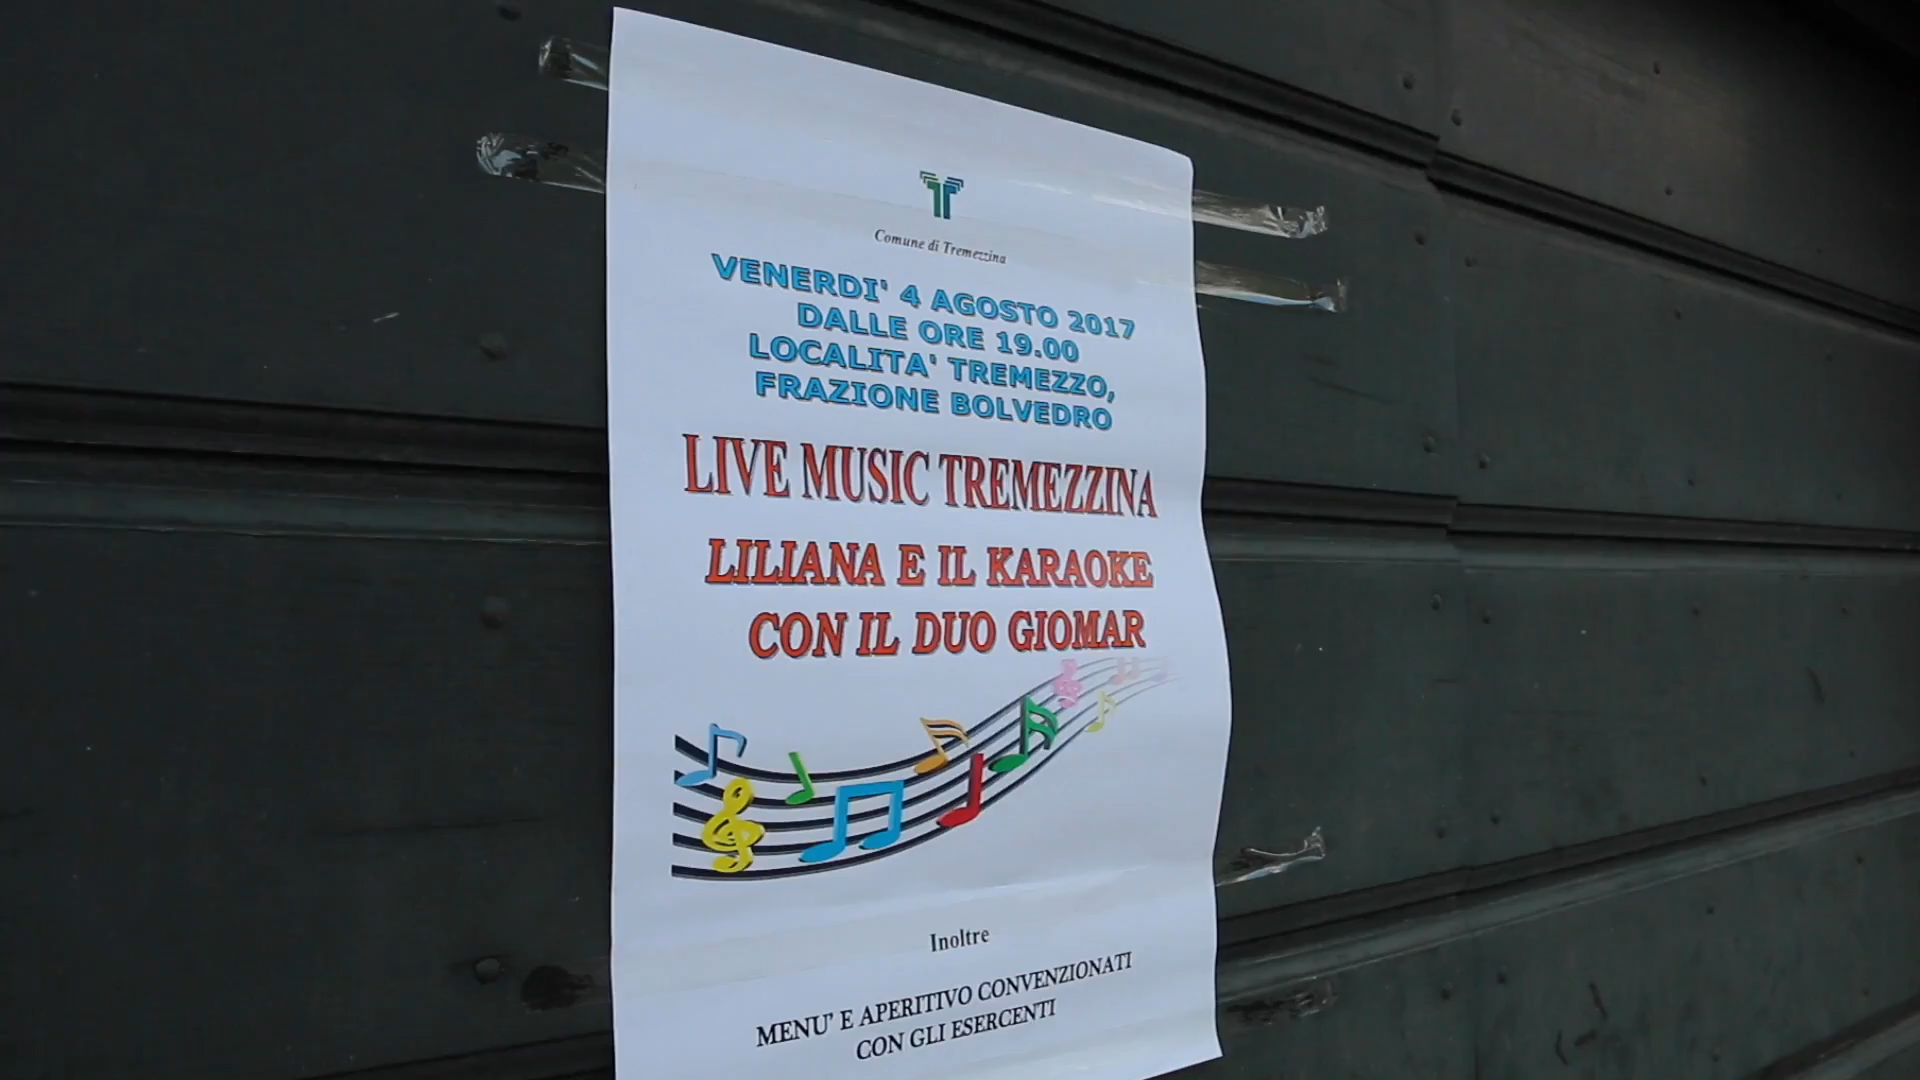 Comune di Tremezzina
VENERDI' 4 AGOSTO 2017
DALLE ORE 19.00
LOCALITA' TREMEZZO,
FRAZIONE BOLVEDRO
LIVE MUSIC TREMEZZINA
LILIANA E IL KARAOKE
CON IL DUO GIOMAR
Inoltre
MENU' E APERITIVO CONVENZIONATI
CON GLI ESERCENTI